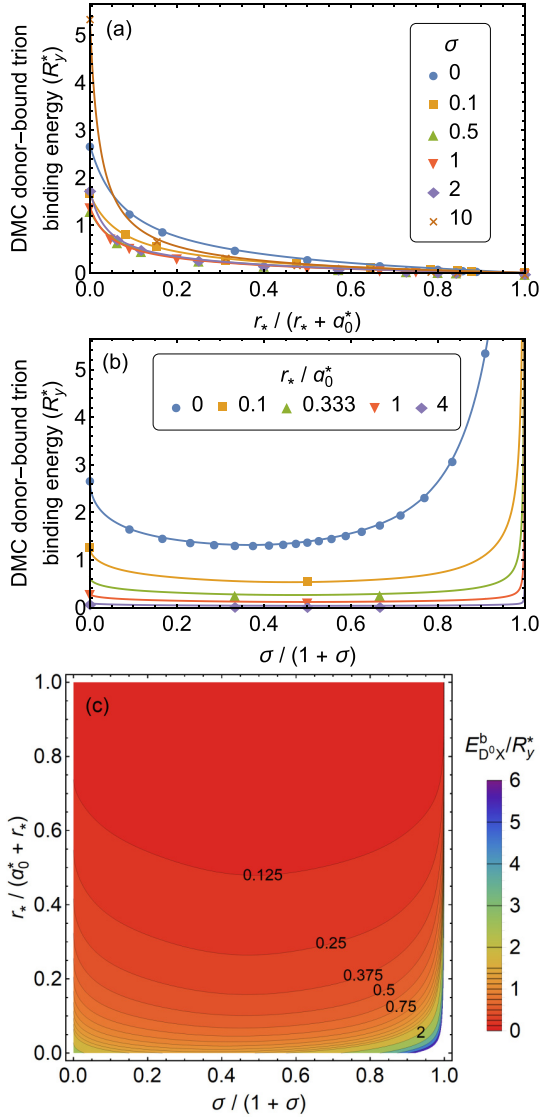 (a)
σ
0
0.1
0.5
1
2
10
DMC donor−bound trion
binding energy (R*y)
5
4
3
2
1
0
0.0 0.2 0.4 0.6 0.8 1.0
r* / (r* + a*0)
(b)
r* / a*0
0 0.1 0.333 1 4
DMC donor−bound trion
binding energy (R*y)
5
4
3
2
1
0
0.0 0.2 0.4 0.6 0.8 1.0
σ / (1 + σ)
(c)
r* / (a*0 + r*)
1.0
0.8
0.6
0.4
0.2
0.0
0.125
0.25
0.375
0.5
0.75
2
0.0 0.2 0.4 0.6 0.8 1.0
σ / (1 + σ)
E^b_D⁰X/R*y
6
5
4
3
2
1
0